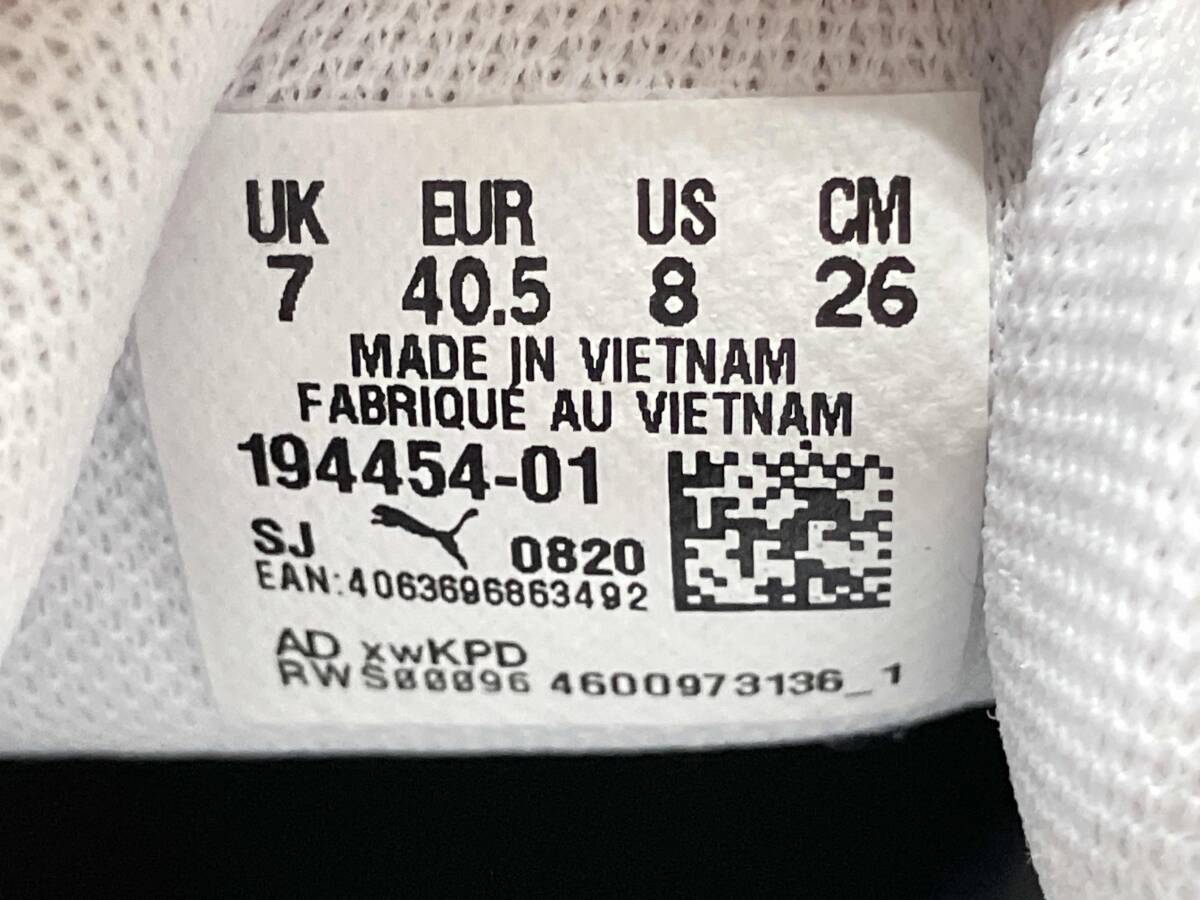 UK EUR US CM
7 40.5 8 26
MADE IN VIETNAM
FABRIQUE AU VIETNAM
194454-01
SJ 0820
EAN:4063696863492
AD xwKPD
RWS00096 4600973136_1